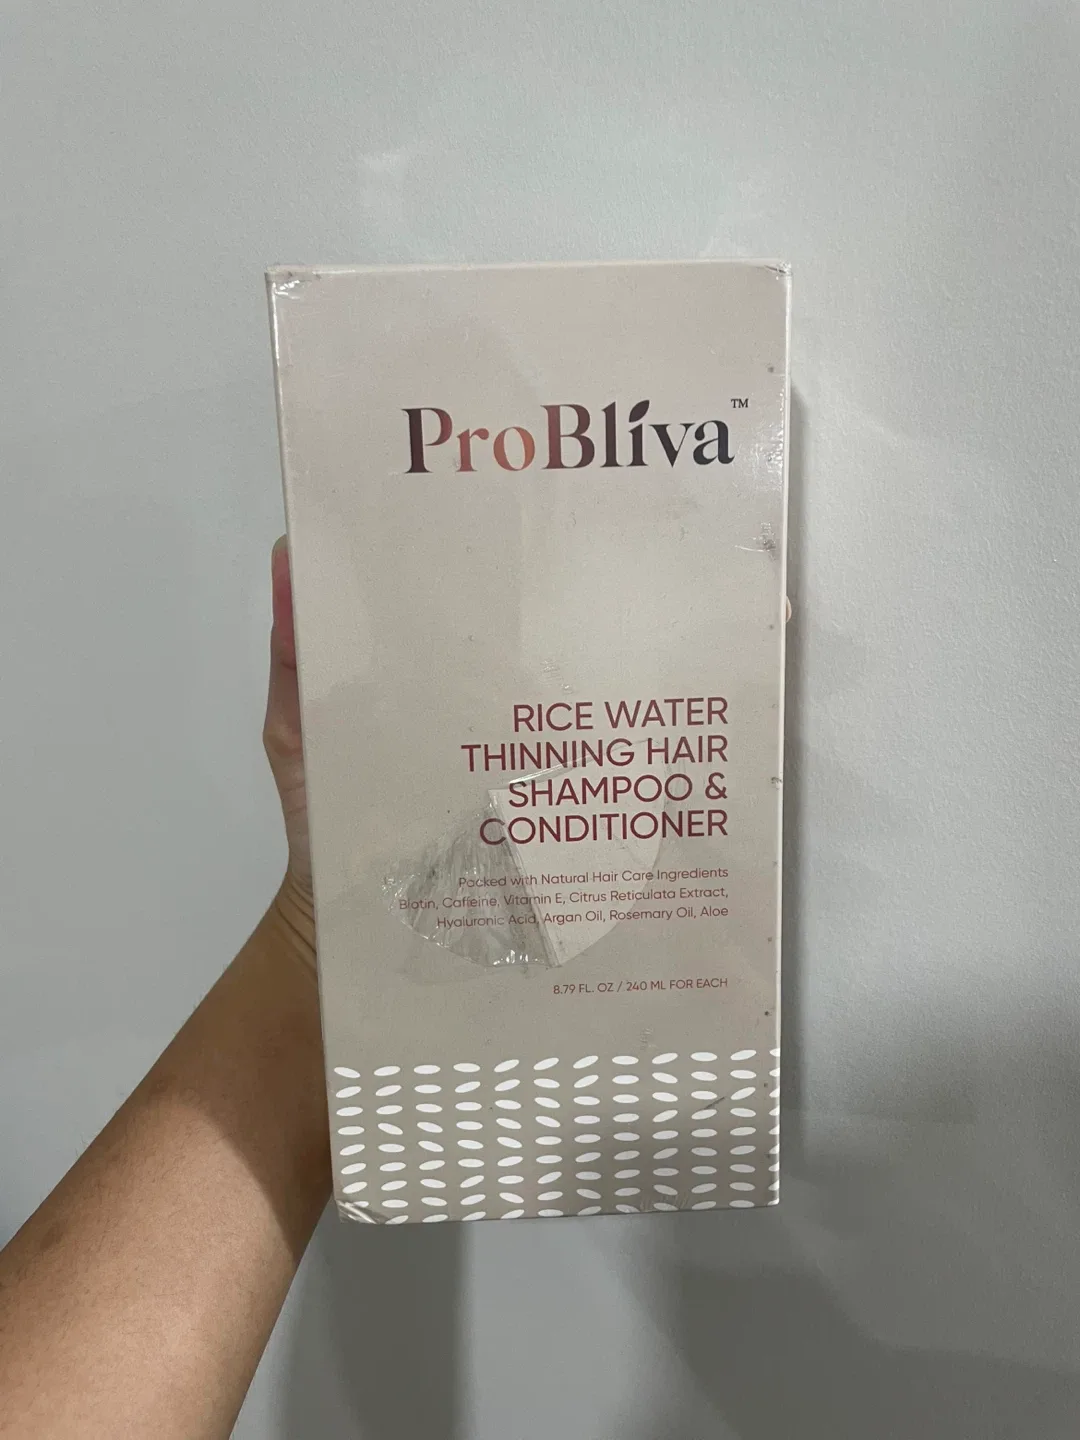 ProBliva™
RICE WATER
THINNING HAIR
SHAMPOO &
CONDITIONER
Packed with Natural Hair Care Ingredients
Biotin, Caffeine, Vitamin E, Citrus Reticulata Extract,
Hyaluronic Acid, Argan Oil, Rosemary Oil, Aloe
8.79 FL. OZ / 240 ML FOR EACH